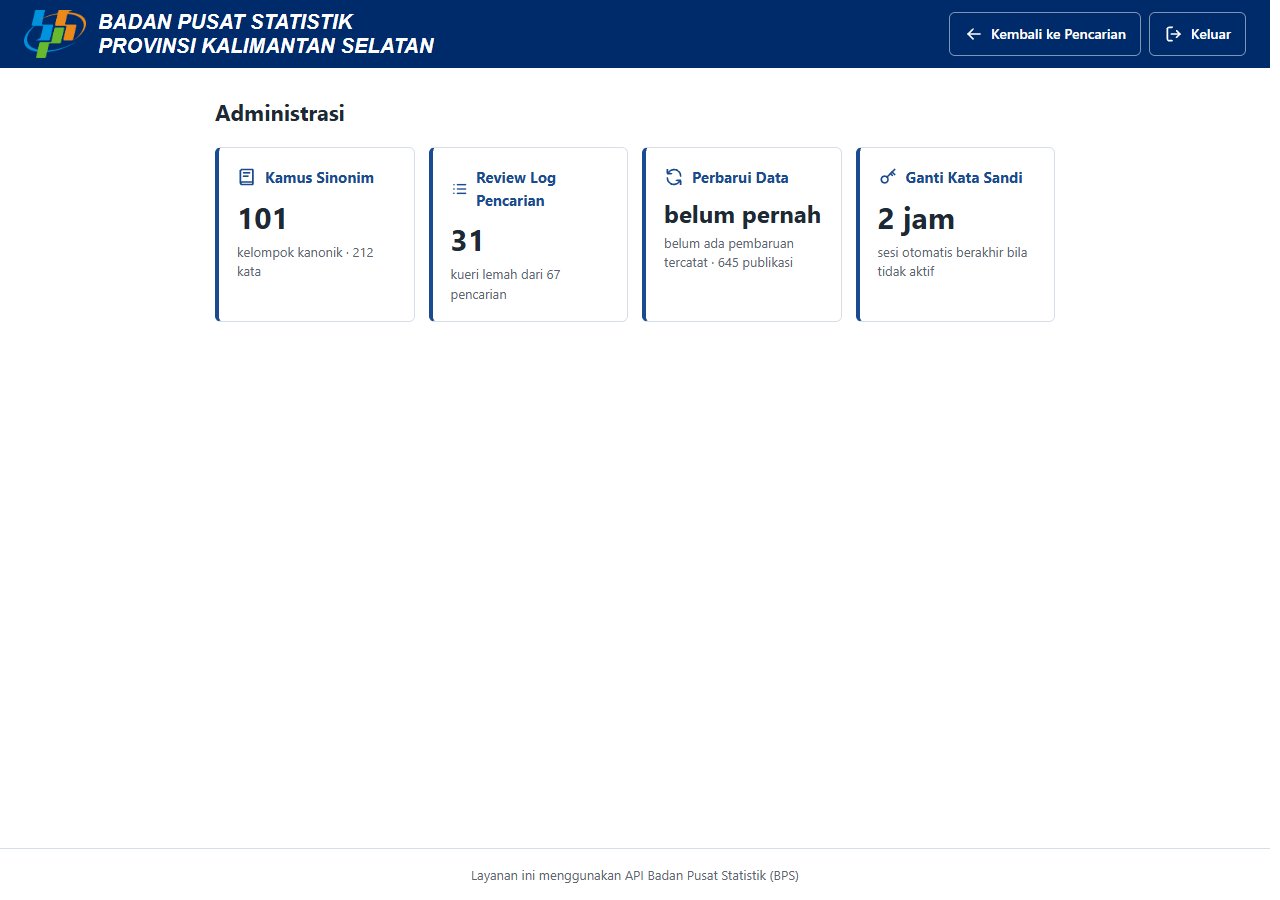 BADAN PUSAT STATISTIK
PROVINSI KALIMANTAN SELATAN
Kembali ke Pencarian
Keluar
Administrasi
Kamus Sinonim
101
kelompok kanonik · 212
kata
Review Log
Pencarian
31
kueri lemah dari 67
pencarian
Perbarui Data
belum pernah
belum ada pembaruan
tercatat · 645 publikasi
Ganti Kata Sandi
2 jam
sesi otomatis berakhir bila
tidak aktif
Layanan ini menggunakan API Badan Pusat Statistik (BPS)